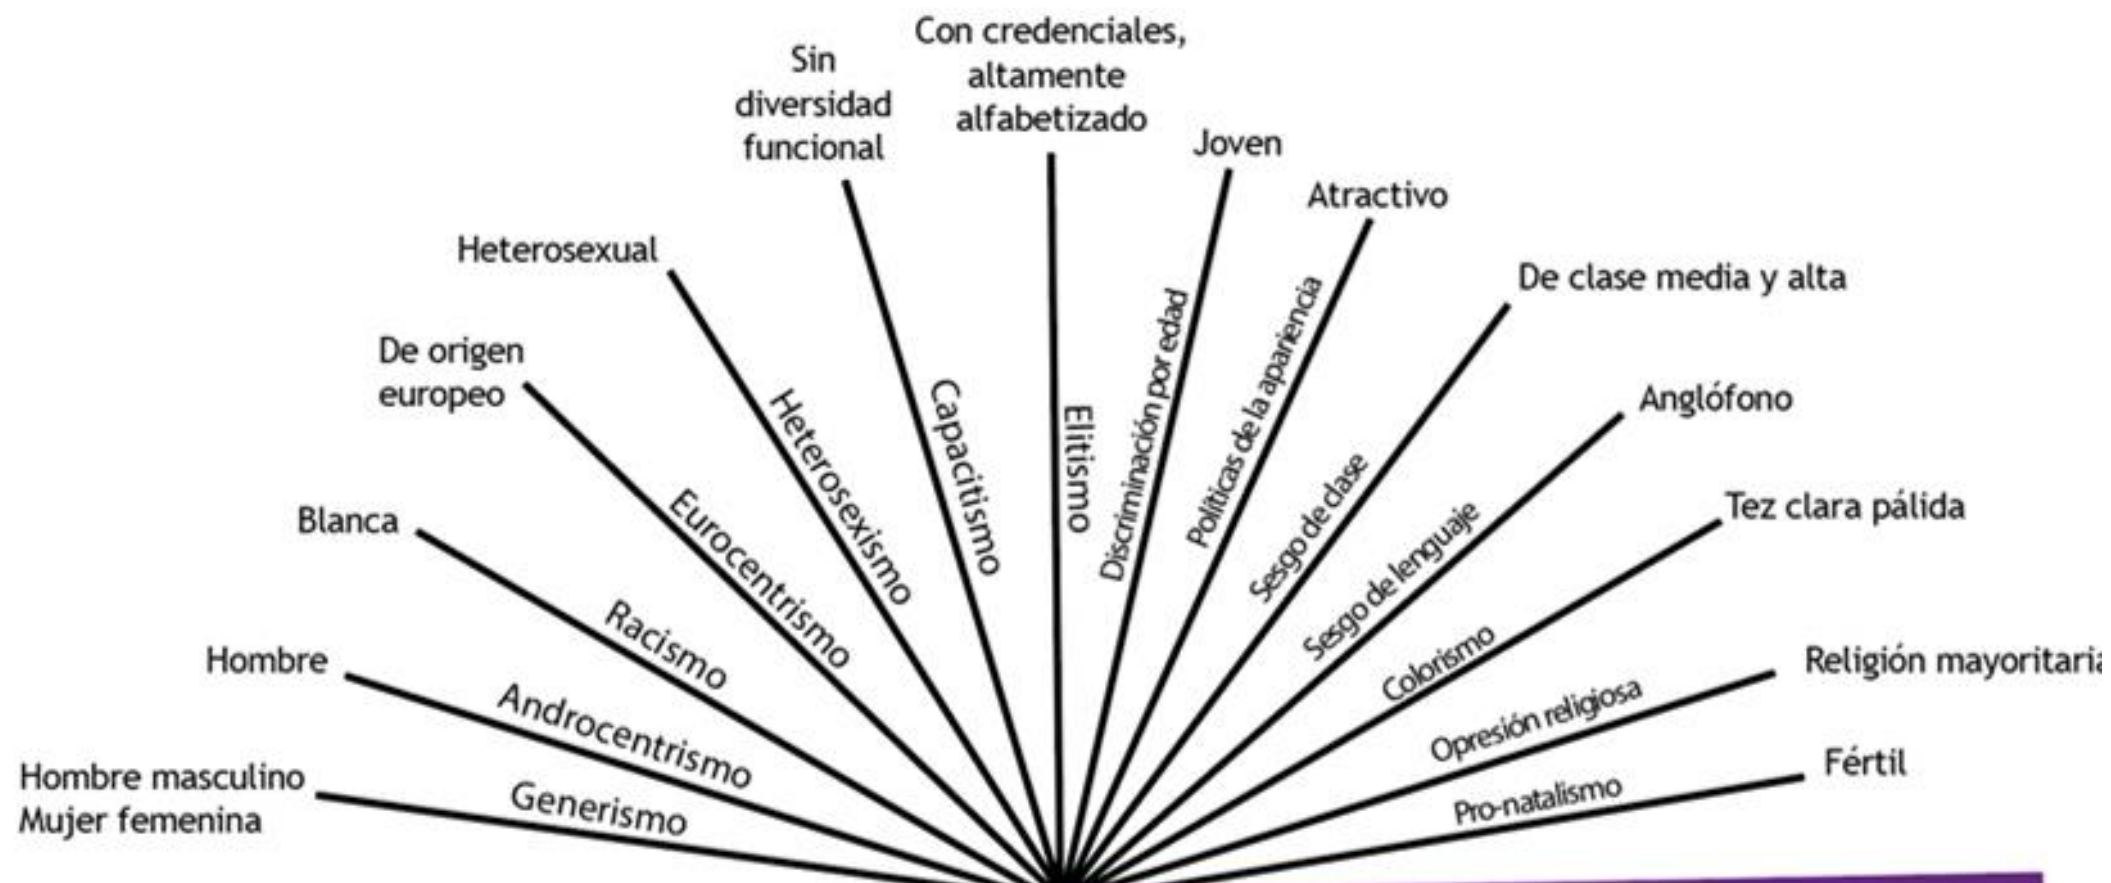 Con credenciales,
altamente
alfabetizado
Sin
diversidad
funcional
Joven
Atractivo
Heterosexual
De clase media y alta
De origen
europeo
Anglófono
Blanca
Tez clara pálida
Hombre
Religión mayoritaria
Hombre masculino
Mujer femenina
Fértil
Generismo
Androcentrismo
Racismo
Eurocentrismo
Heterosexismo
Capacitismo
Elitismo
Discriminación por edad
Políticas de la apariencia
Sesgo de clase
Sesgo de lenguaje
Colorismo
Opresión religiosa
Pro-natalismo